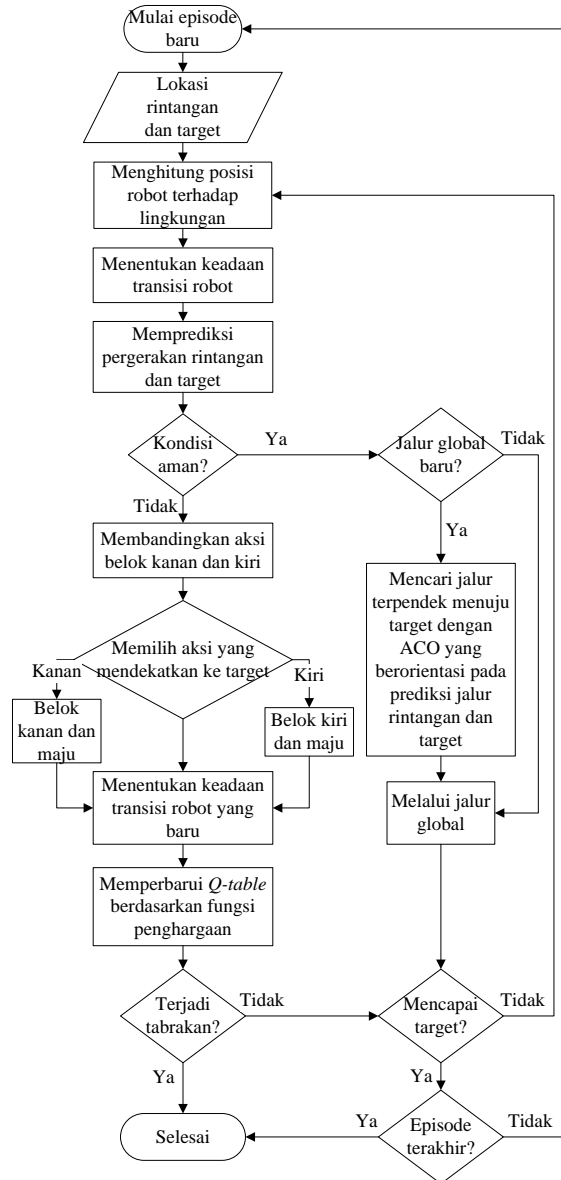 Mulai episode
baru
Lokasi
rintangan
dan target
Menghitung posisi
robot terhadap
lingkungan
Menentukan keadaan
transisi robot
Memprediksi
pergerakan rintangan
dan target
Kondisi
aman?
Ya
Jalur global
baru?
Tidak
Tidak
Ya
Membandingkan aksi
belok kanan dan kiri
Mencari jalur
terpendek menuju
target dengan
ACO yang
berorientasi pada
prediksi jalur
rintangan dan
target
Memilih aksi yang
mendekatkan ke target
Kanan
Kiri
Belok
kanan dan
maju
Belok kiri
dan maju
Menentukan keadaan
transisi robot yang
baru
Melalui jalur
global
Memperbarui Q-table
berdasarkan fungsi
penghargaan
Terjadi
tabrakan?
Tidak
Mencapai
target?
Tidak
Ya
Ya
Selesai
Ya
Episode
terakhir?
Tidak